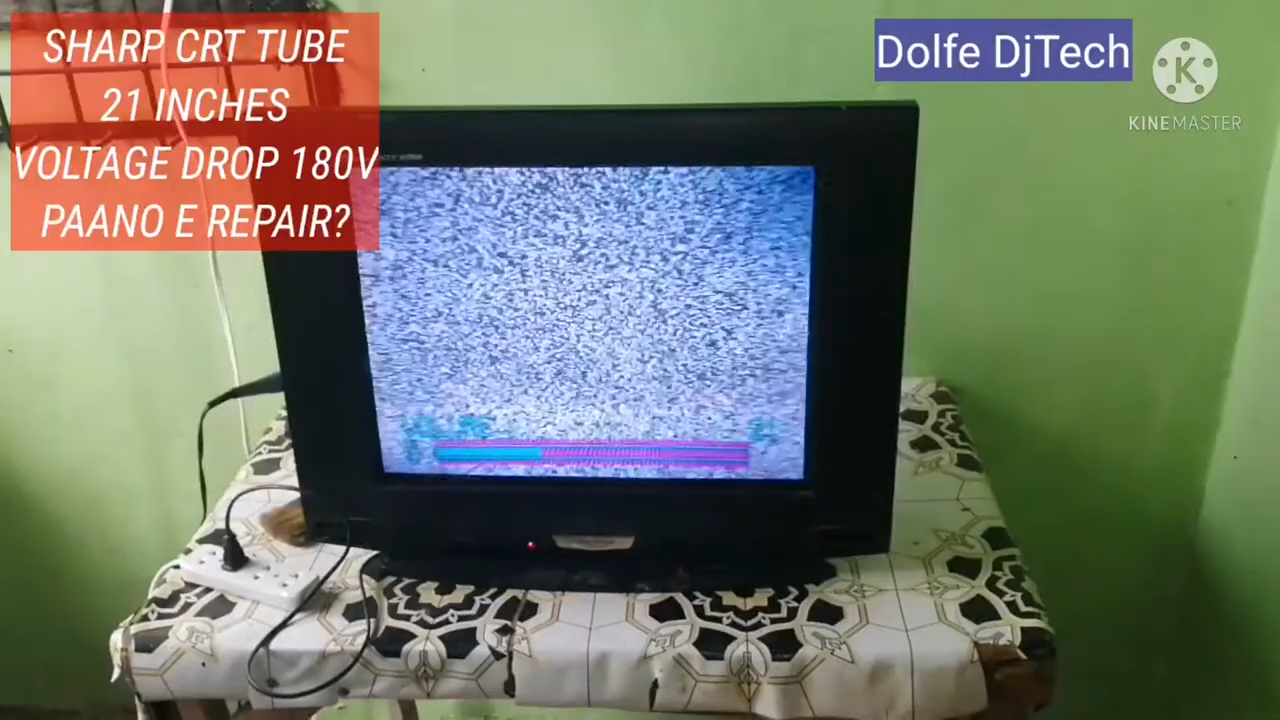 SHARP CRT TUBE
21 INCHES
VOLTAGE DROP 180V
PAANO E REPAIR?
Dolfe DjTech
K
KINEMASTER